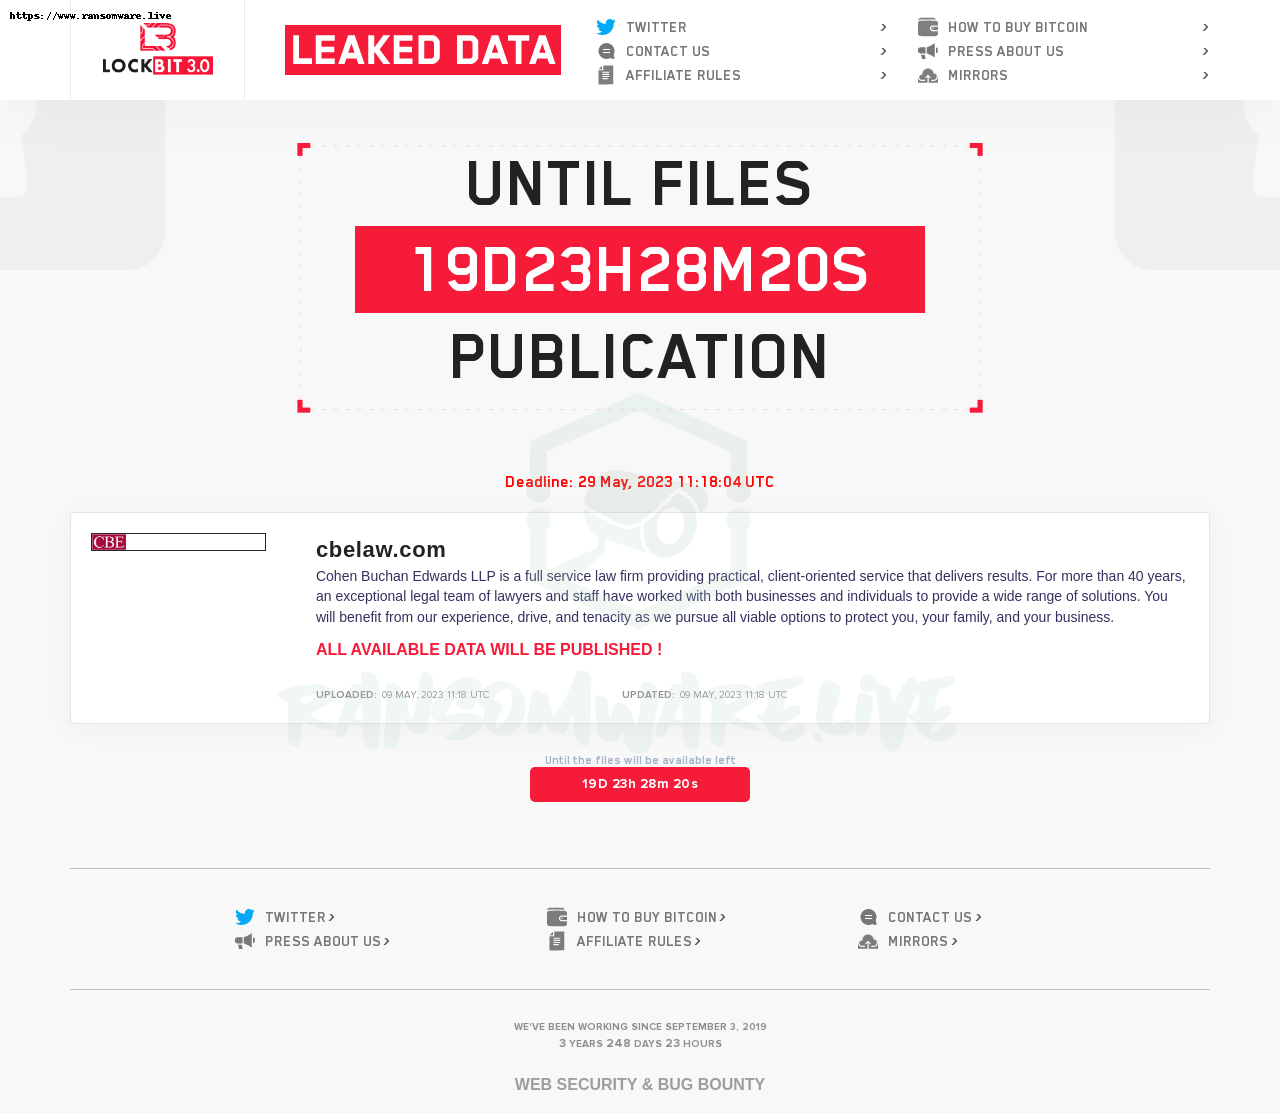 https://www.ransomware.live
LOCKBIT 3.0
LEAKED DATA
TWITTER
CONTACT US
AFFILIATE RULES
HOW TO BUY BITCOIN
PRESS ABOUT US
MIRRORS
UNTIL FILES
19D23H28M20S
PUBLICATION
Deadline: 29 May, 2023 11:18:04 UTC
CBE
cbelaw.com
Cohen Buchan Edwards LLP is a full service law firm providing practical, client-oriented service that delivers results. For more than 40 years,
an exceptional legal team of lawyers and staff have worked with both businesses and individuals to provide a wide range of solutions. You
will benefit from our experience, drive, and tenacity as we pursue all viable options to protect you, your family, and your business.
ALL AVAILABLE DATA WILL BE PUBLISHED !
UPLOADED: 09 MAY, 2023 11:18 UTC
UPDATED: 09 MAY, 2023 11:18 UTC
RANSOMWARE.LIVE
Until the files will be available left
19D 23h 28m 20s
TWITTER
HOW TO BUY BITCOIN
CONTACT US
PRESS ABOUT US
AFFILIATE RULES
MIRRORS
WE'VE BEEN WORKING SINCE SEPTEMBER 3, 2019
3 YEARS 248 DAYS 23 HOURS
WEB SECURITY & BUG BOUNTY